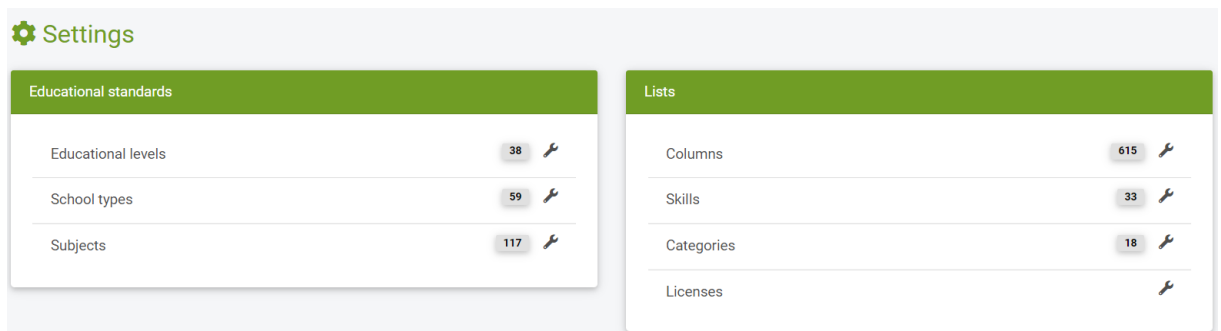 Settings
Educational standards
Educational levels 38
School types 59
Subjects 117
Lists
Columns 615
Skills 33
Categories 18
Licenses